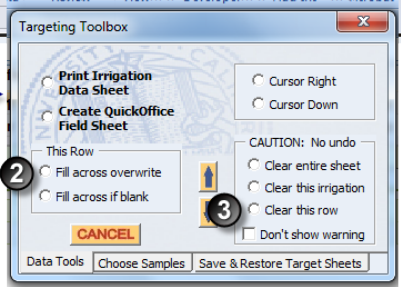 Targeting Toolbox
Print Irrigation
Data Sheet
Create QuickOffice
Field Sheet
Cursor Right
Cursor Down
This Row
2
Fill across overwrite
Fill across if blank
CANCEL
CAUTION: No undo
Clear entire sheet
Clear this irrigation
3
Clear this row
Don't show warning
Data Tools
Choose Samples
Save & Restore Target Sheets